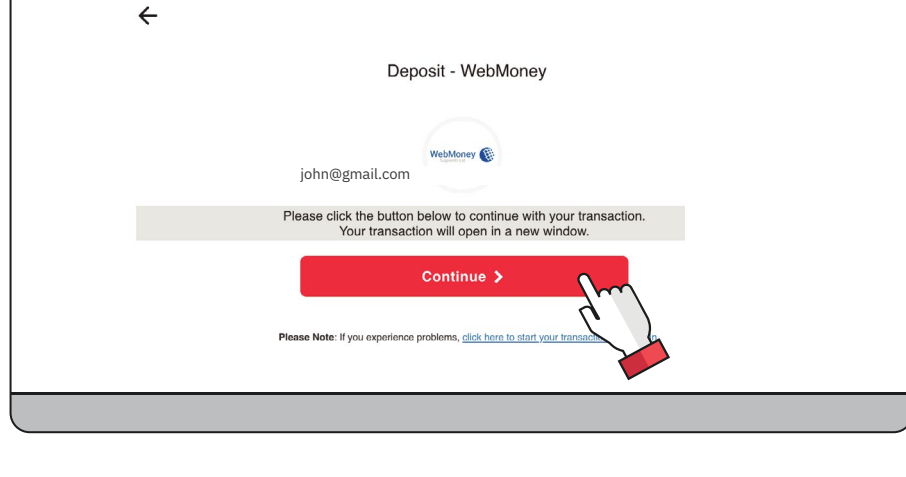 Deposit - WebMoney
WebMoney
john@gmail.com
Please click the button below to continue with your transaction.
Your transaction will open in a new window.
Continue
Please Note: If you experience problems, click here to start your